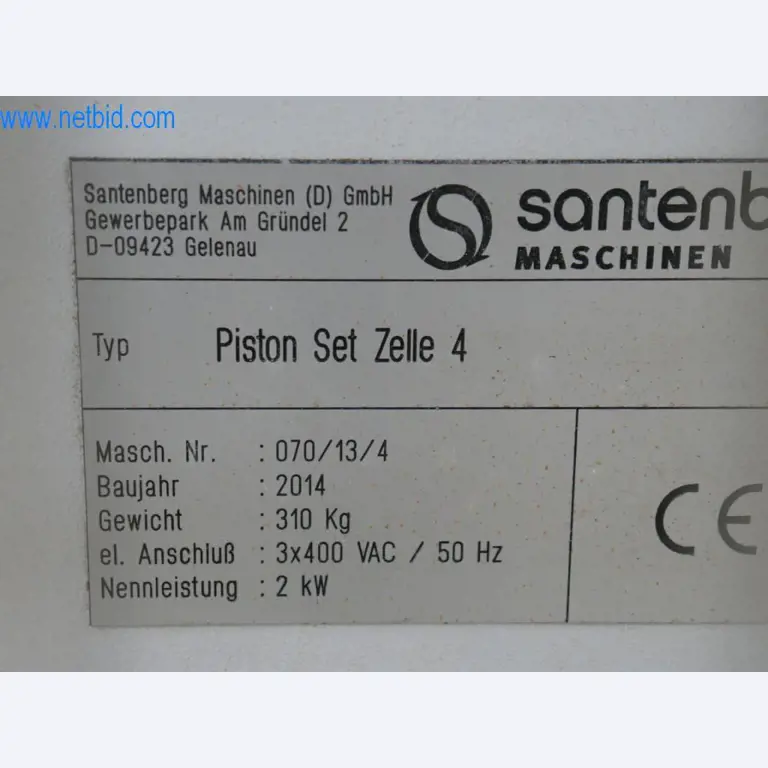 www.netbid.com
Santenberg Maschinen (D) GmbH
Gewerbepark Am Gründel 2
D-09423 Gelenau
santenb
MASCHINEN
Typ Piston Set Zelle 4
Masch. Nr. : 070/13/4
Baujahr : 2014
Gewicht : 310 Kg
el. Anschluß : 3x400 VAC / 50 Hz
Nennleistung : 2 kW
CE